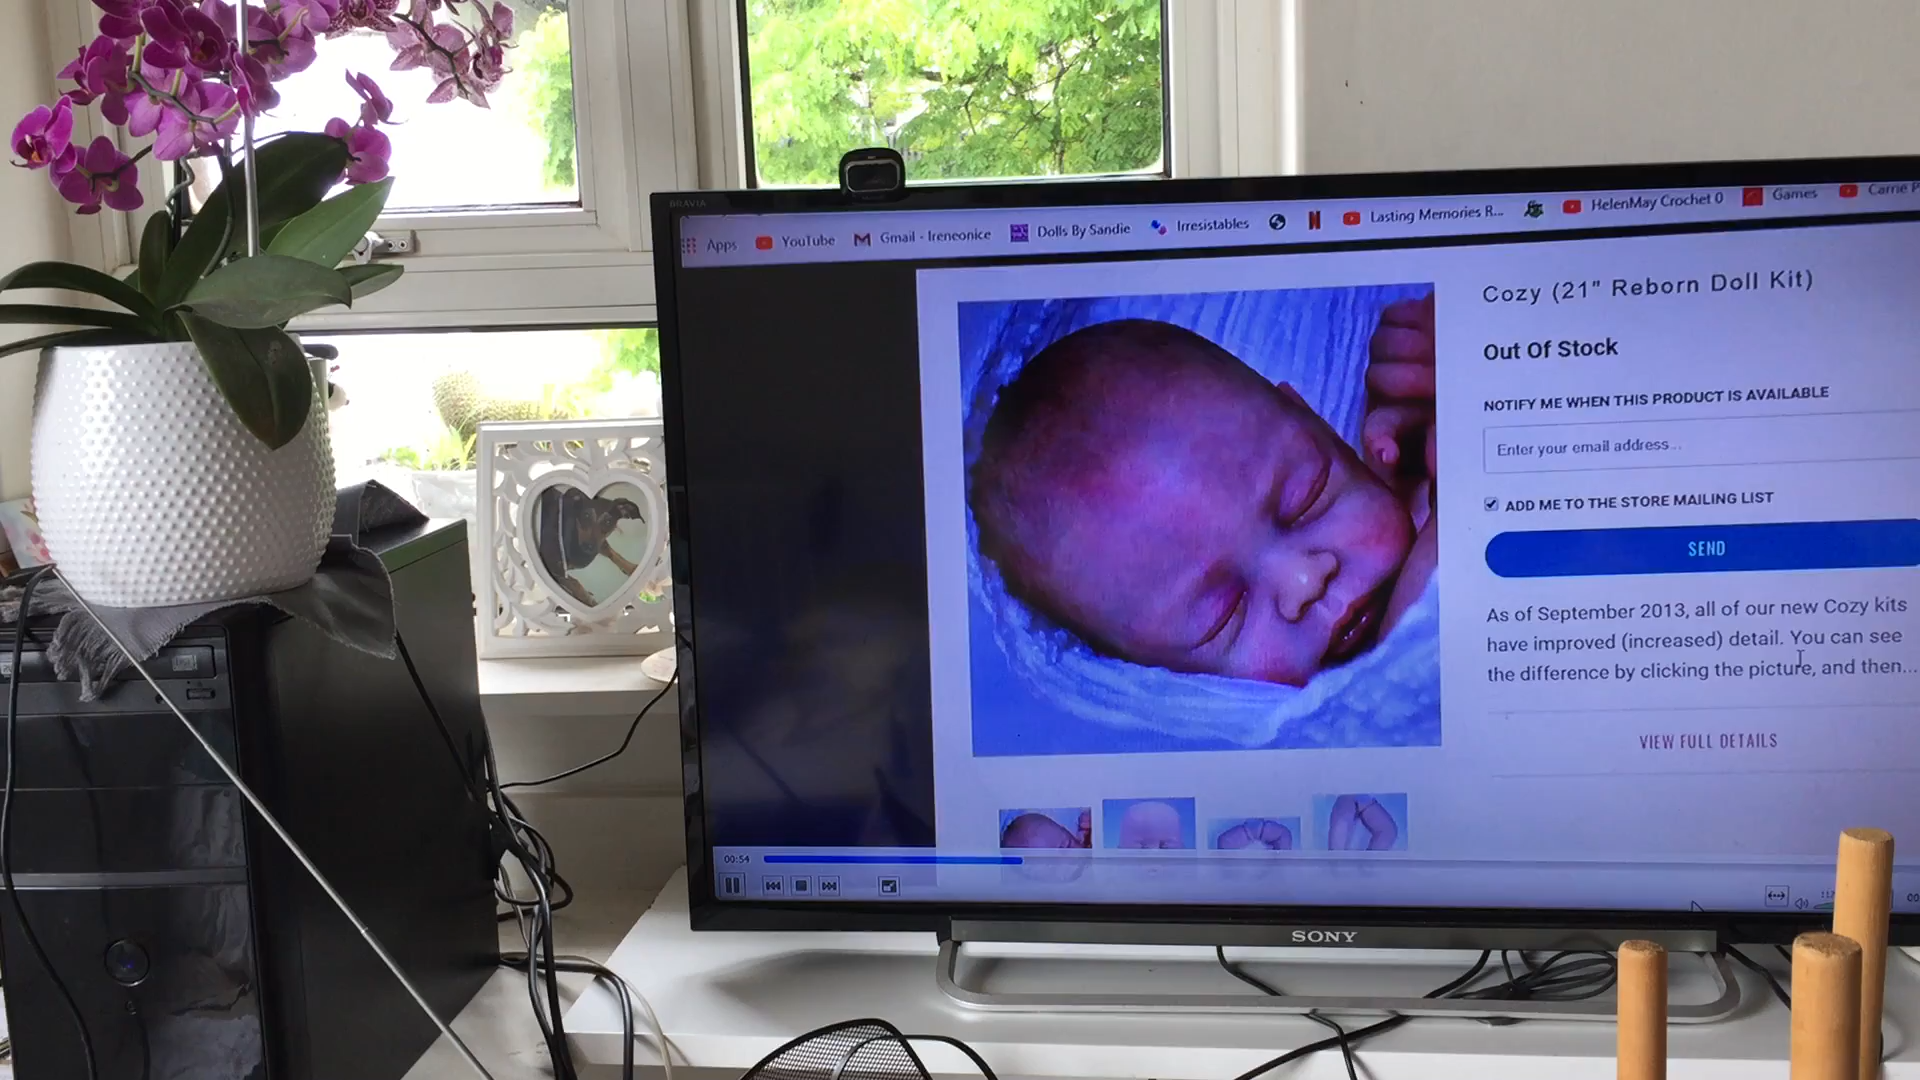 BRAVIA
Apps YouTube Gmail - Ireneonice Dolls By Sandie Irresistables Lasting Memories R... HelenMay Crochet 0 Games Carrie P
Cozy (21" Reborn Doll Kit)
Out Of Stock
NOTIFY ME WHEN THIS PRODUCT IS AVAILABLE
Enter your email address...
ADD ME TO THE STORE MAILING LIST
SEND
As of September 2013, all of our new Cozy kits
have improved (increased) detail. You can see
the difference by clicking the picture, and then...
VIEW FULL DETAILS
00:54
00
SONY